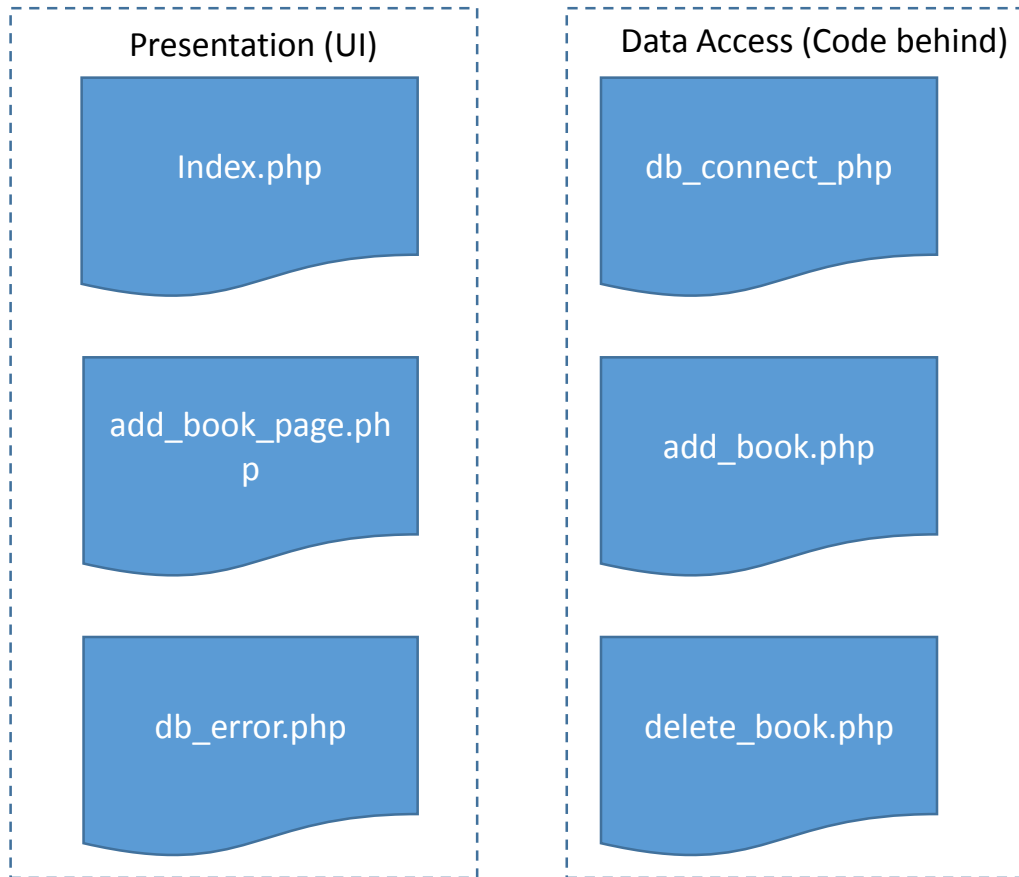 Presentation (UI)
Index.php
add_book_page.ph
p
db_error.php
Data Access (Code behind)
db_connect_php
add_book.php
delete_book.php